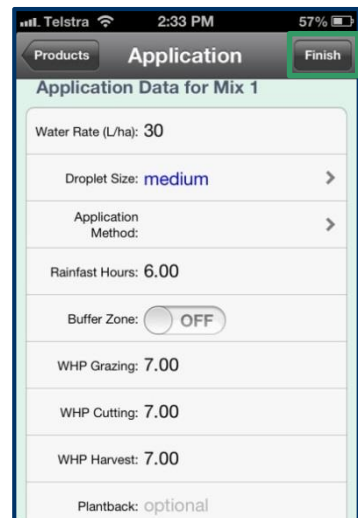 Telstra 2:33 PM 57%
Products Application Finish
Application Data for Mix 1
Water Rate (L/ha): 30
Droplet Size: medium
Application
Method:
Rainfast Hours: 6.00
Buffer Zone: OFF
WHP Grazing: 7.00
WHP Cutting: 7.00
WHP Harvest: 7.00
Plantback: optional